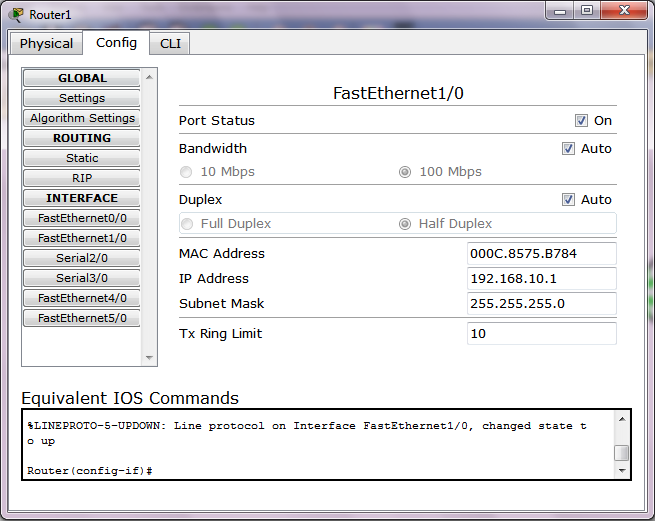 Router1
Physical
Config
CLI
GLOBAL
Settings
Algorithm Settings
ROUTING
Static
RIP
INTERFACE
FastEthernet0/0
FastEthernet1/0
Serial2/0
Serial3/0
FastEthernet4/0
FastEthernet5/0
FastEthernet1/0
Port Status On
Bandwidth Auto
10 Mbps 100 Mbps
Duplex Auto
Full Duplex Half Duplex
MAC Address 000C.8575.B784
IP Address 192.168.10.1
Subnet Mask 255.255.255.0
Tx Ring Limit 10
Equivalent IOS Commands
%LINEPROTO-5-UPDOWN: Line protocol on Interface FastEthernet1/0, changed state t
o up
Router(config-if)#